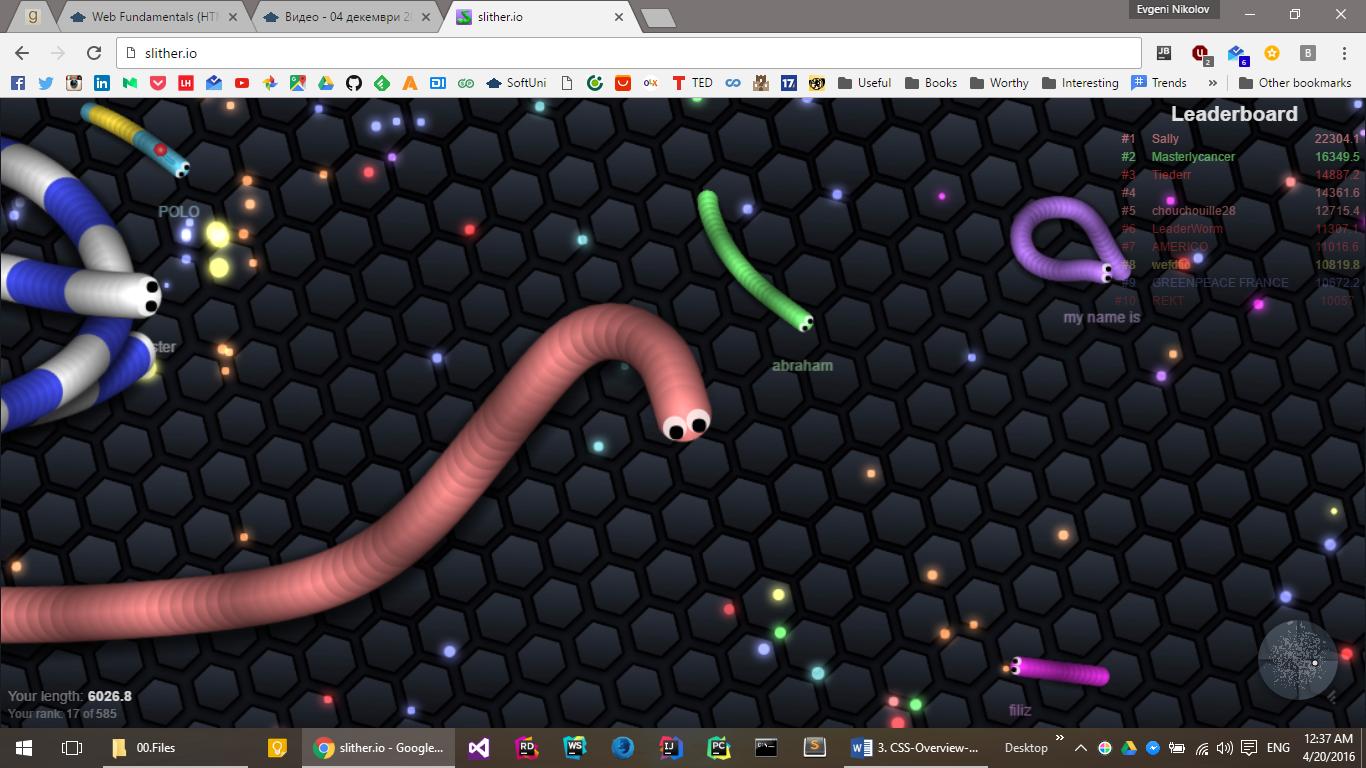 Evgeni Nikolov
Web Fundamentals (HTM
Видео - 04 декември 20
slither.io
slither.io
SoftUni
TED
Useful
Books
Worthy
Interesting
Trends
»
Other bookmarks
Leaderboard
#1 Sally 22304.1
#2 Masterlycancer 16349.5
#3 Tiederr 14887.2
#4 14361.6
#5 chouchouille28 12715.4
#6 LeaderWorm 11307.1
#7 AMERICO 11016.6
#8 10819.8
#9 GREENPEACE FRANCE 10672.2
#10 REKT 10057
POLO
ster
abraham
my name is
filiz
Your length: 6026.8
Your rank: 17 of 585
00.Files
slither.io - Google...
3. CSS-Overview-...
Desktop
»
ENG
12:37 AM
4/20/2016